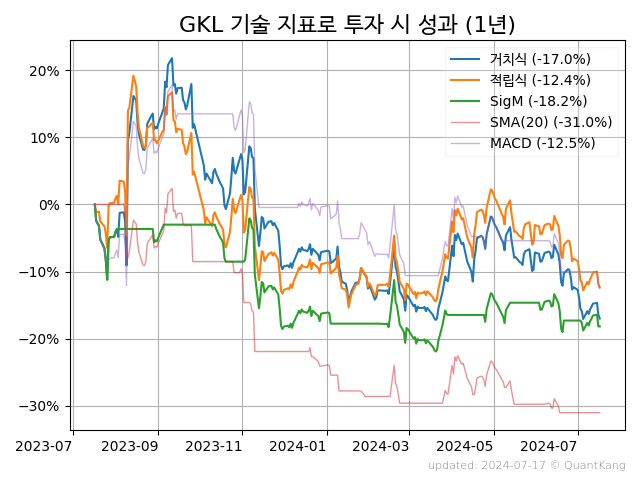 GKL 기술 지표로 투자 시 성과 (1년)
거치식 (-17.0%)
적립식 (-12.4%)
SigM (-18.2%)
SMA(20) (-31.0%)
MACD (-12.5%)
20%
10%
0%
−10%
−20%
−30%
2023-07 2023-09 2023-11 2024-01 2024-03 2024-05 2024-07
updated: 2024-07-17 © QuantKang